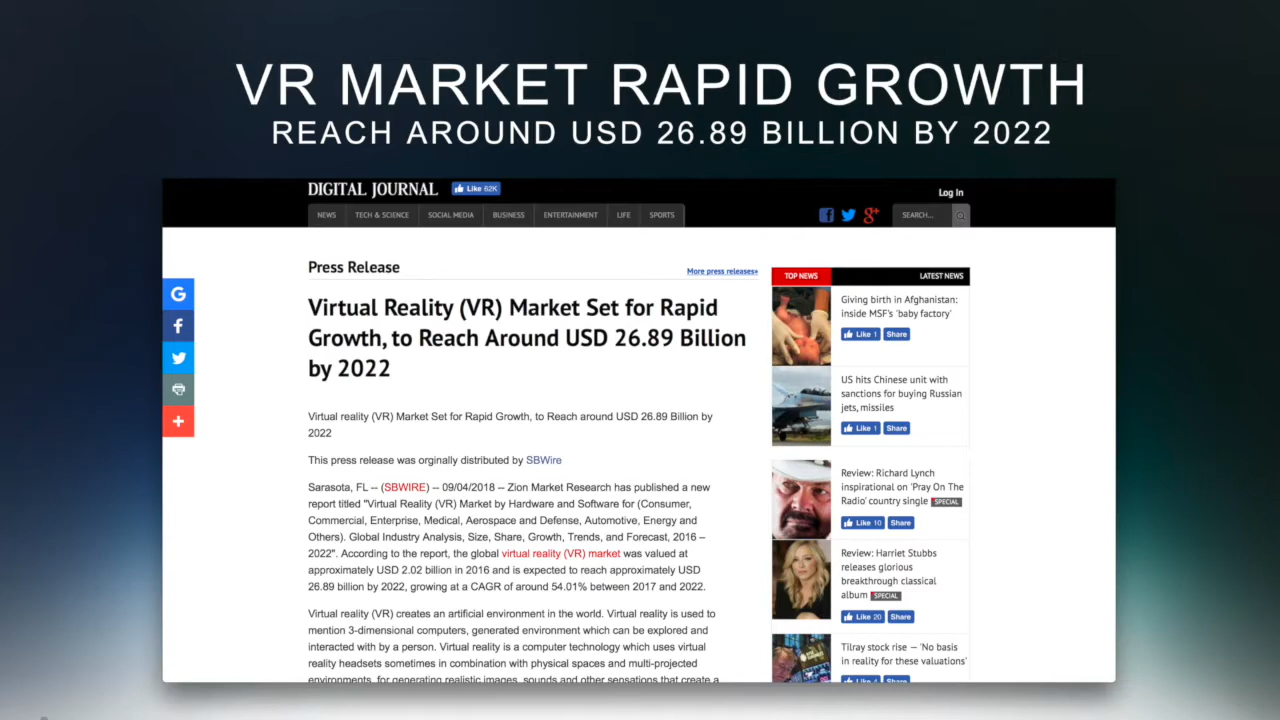 VR MARKET RAPID GROWTH
REACH AROUND USD 26.89 BILLION BY 2022
DIGITAL JOURNAL
Like 62K
Log In
NEWS TECH & SCIENCE SOCIAL MEDIA BUSINESS ENTERTAINMENT LIFE SPORTS
SEARCH...
Press Release
More press releases»
Virtual Reality (VR) Market Set for Rapid
Growth, to Reach Around USD 26.89 Billion
by 2022
Virtual reality (VR) Market Set for Rapid Growth, to Reach around USD 26.89 Billion by
2022
This press release was orginally distributed by SBWire
Sarasota, FL -- (SBWIRE) -- 09/04/2018 -- Zion Market Research has published a new
report titled "Virtual Reality (VR) Market by Hardware and Software for (Consumer,
Commercial, Enterprise, Medical, Aerospace and Defense, Automotive, Energy and
Others). Global Industry Analysis, Size, Share, Growth, Trends, and Forecast, 2016 –
2022". According to the report, the global virtual reality (VR) market was valued at
approximately USD 2.02 billion in 2016 and is expected to reach approximately USD
26.89 billion by 2022, growing at a CAGR of around 54.01% between 2017 and 2022.
Virtual reality (VR) creates an artificial environment in the world. Virtual reality is used to
mention 3-dimensional computers, generated environment which can be explored and
interacted with by a person. Virtual reality is a computer technology which uses virtual
reality headsets sometimes in combination with physical spaces and multi-projected
environments, for generating realistic images, sounds and other sensations that create a
TOP NEWS LATEST NEWS
Giving birth in Afghanistan:
inside MSF's 'baby factory'
Like 1 Share
US hits Chinese unit with
sanctions for buying Russian
jets, missiles
Like 1 Share
Review: Richard Lynch
inspirational on 'Pray On The
Radio' country single SPECIAL
Like 10 Share
Review: Harriet Stubbs
releases glorious
breakthrough classical
album SPECIAL
Like 20 Share
Tilray stock rise — 'No basis
in reality for these valuations'
Like 4 Share